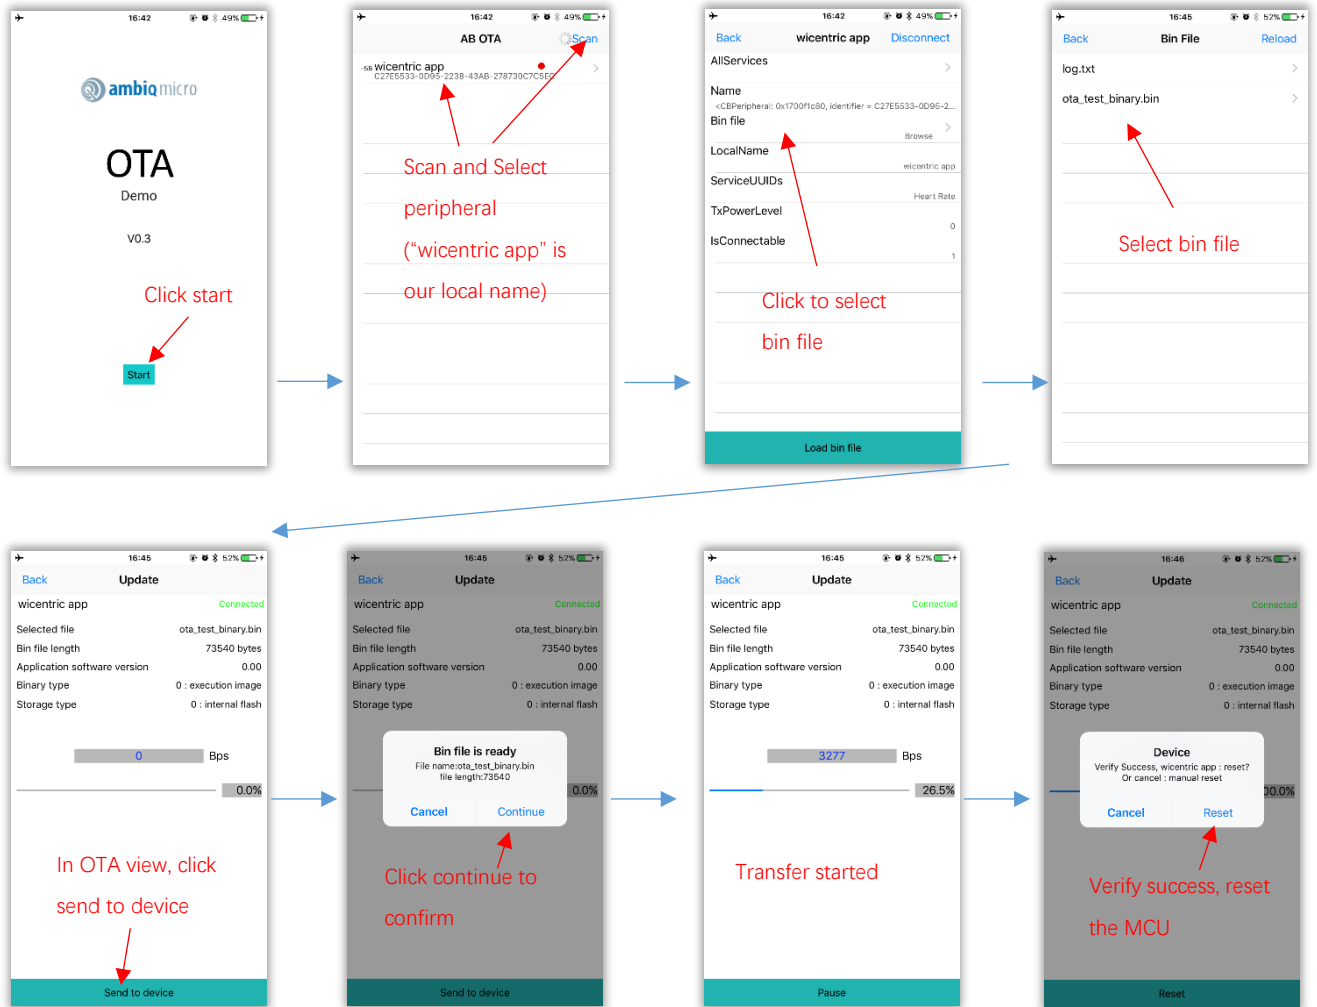 16:42
49%
ambiq micro
OTA
Demo
V0.3
Click start
Start
16:42
49%
AB OTA
Scan
-58 wicentric app
C27E5533-0D95-2238-43AB-278730C7C5EC
Scan and Select
peripheral
(“wicentric app” is
our local name)
16:42
49%
Back
wicentric app
Disconnect
AllServices
Name
<CBPeripheral: 0x1700f1c80, identifier = C27E5533-0D95-2...
Bin file
Browse
LocalName
wicentric app
ServiceUUIDs
Heart Rate
TxPowerLevel
0
IsConnectable
1
Click to select
bin file
Load bin file
16:45
52%
Back
Bin File
Reload
log.txt
ota_test_binary.bin
Select bin file
16:45
52%
Back
Update
wicentric app
Connected
Selected file
ota_test_binary.bin
Bin file length
73540 bytes
Application software version
0.00
Binary type
0 : execution image
Storage type
0 : internal flash
0
Bps
0.0%
In OTA view, click
send to device
Send to device
16:45
52%
Back
Update
wicentric app
Connected
Selected file
ota_test_binary.bin
Bin file length
73540 bytes
Application software version
0.00
Binary type
0 : execution image
Storage type
0 : internal flash
Bin file is ready
File name:ota_test_binary.bin
file length:73540
0.0%
Cancel
Continue
Click continue to
confirm
Send to device
16:45
52%
Back
Update
wicentric app
Connected
Selected file
ota_test_binary.bin
Bin file length
73540 bytes
Application software version
0.00
Binary type
0 : execution image
Storage type
0 : internal flash
3277
Bps
26.5%
Transfer started
Pause
16:46
52%
Back
Update
wicentric app
Connected
Selected file
ota_test_binary.bin
Bin file length
73540 bytes
Application software version
0.00
Binary type
0 : execution image
Storage type
0 : internal flash
Device
Verify Success, wicentric app : reset?
Or cancel : manual reset
00.0%
Cancel
Reset
Verify success, reset
the MCU
Reset